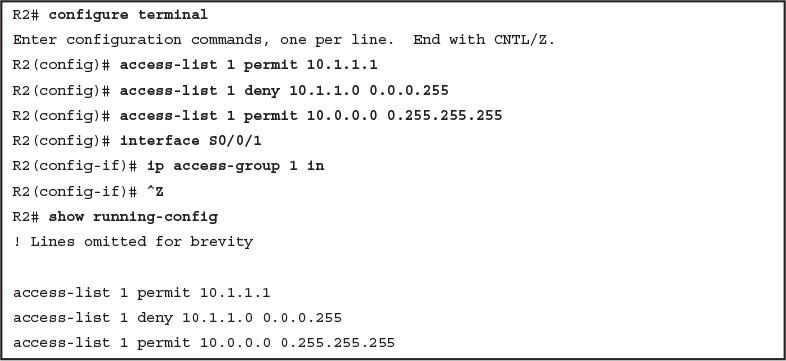 R2# configure terminal
Enter configuration commands, one per line.  End with CNTL/Z.
R2(config)# access-list 1 permit 10.1.1.1
R2(config)# access-list 1 deny 10.1.1.0 0.0.0.255
R2(config)# access-list 1 permit 10.0.0.0 0.255.255.255
R2(config)# interface S0/0/1
R2(config-if)# ip access-group 1 in
R2(config-if)# ^Z
R2# show running-config
! Lines omitted for brevity
access-list 1 permit 10.1.1.1
access-list 1 deny 10.1.1.0 0.0.0.255
access-list 1 permit 10.0.0.0 0.255.255.255